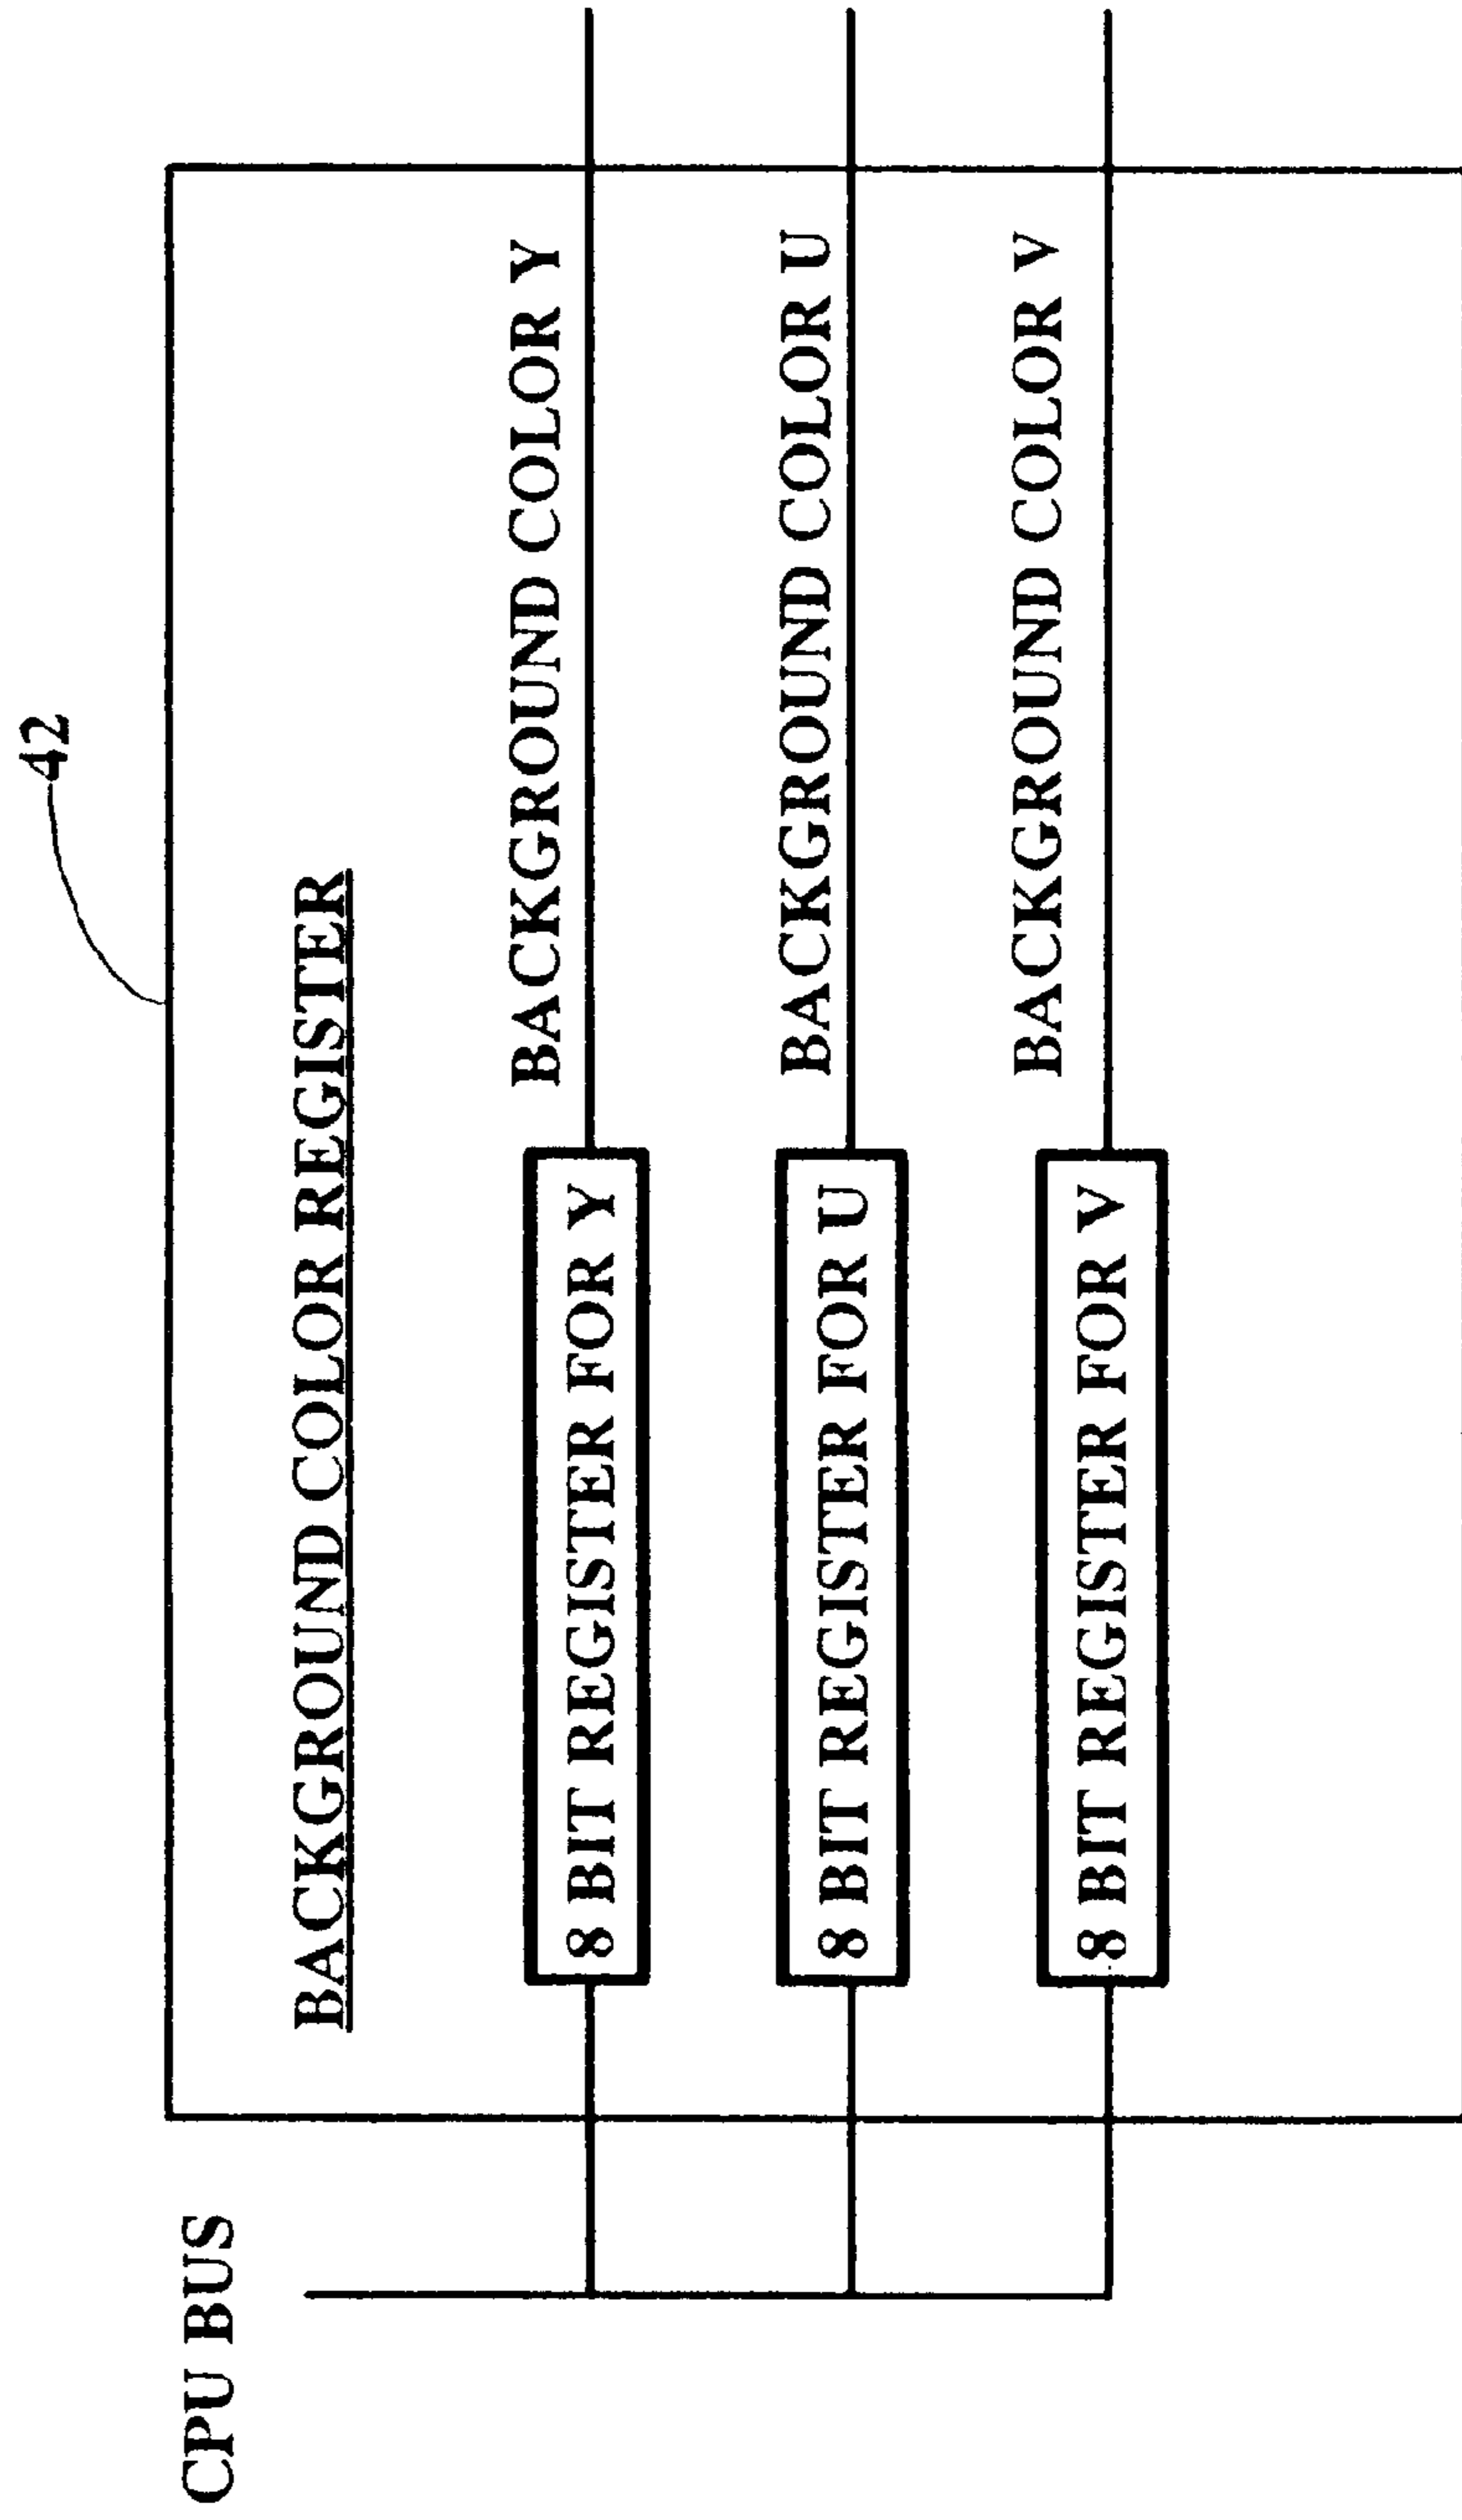 42
CPU BUS
BACKGROUND COLOR REGISTER
BACKGROUND COLOR Y
8 BIT REGISTER FOR Y
BACKGROUND COLOR U
8 BIT REGISTER FOR U
BACKGROUND COLOR V
8 BIT REGISTER FOR V